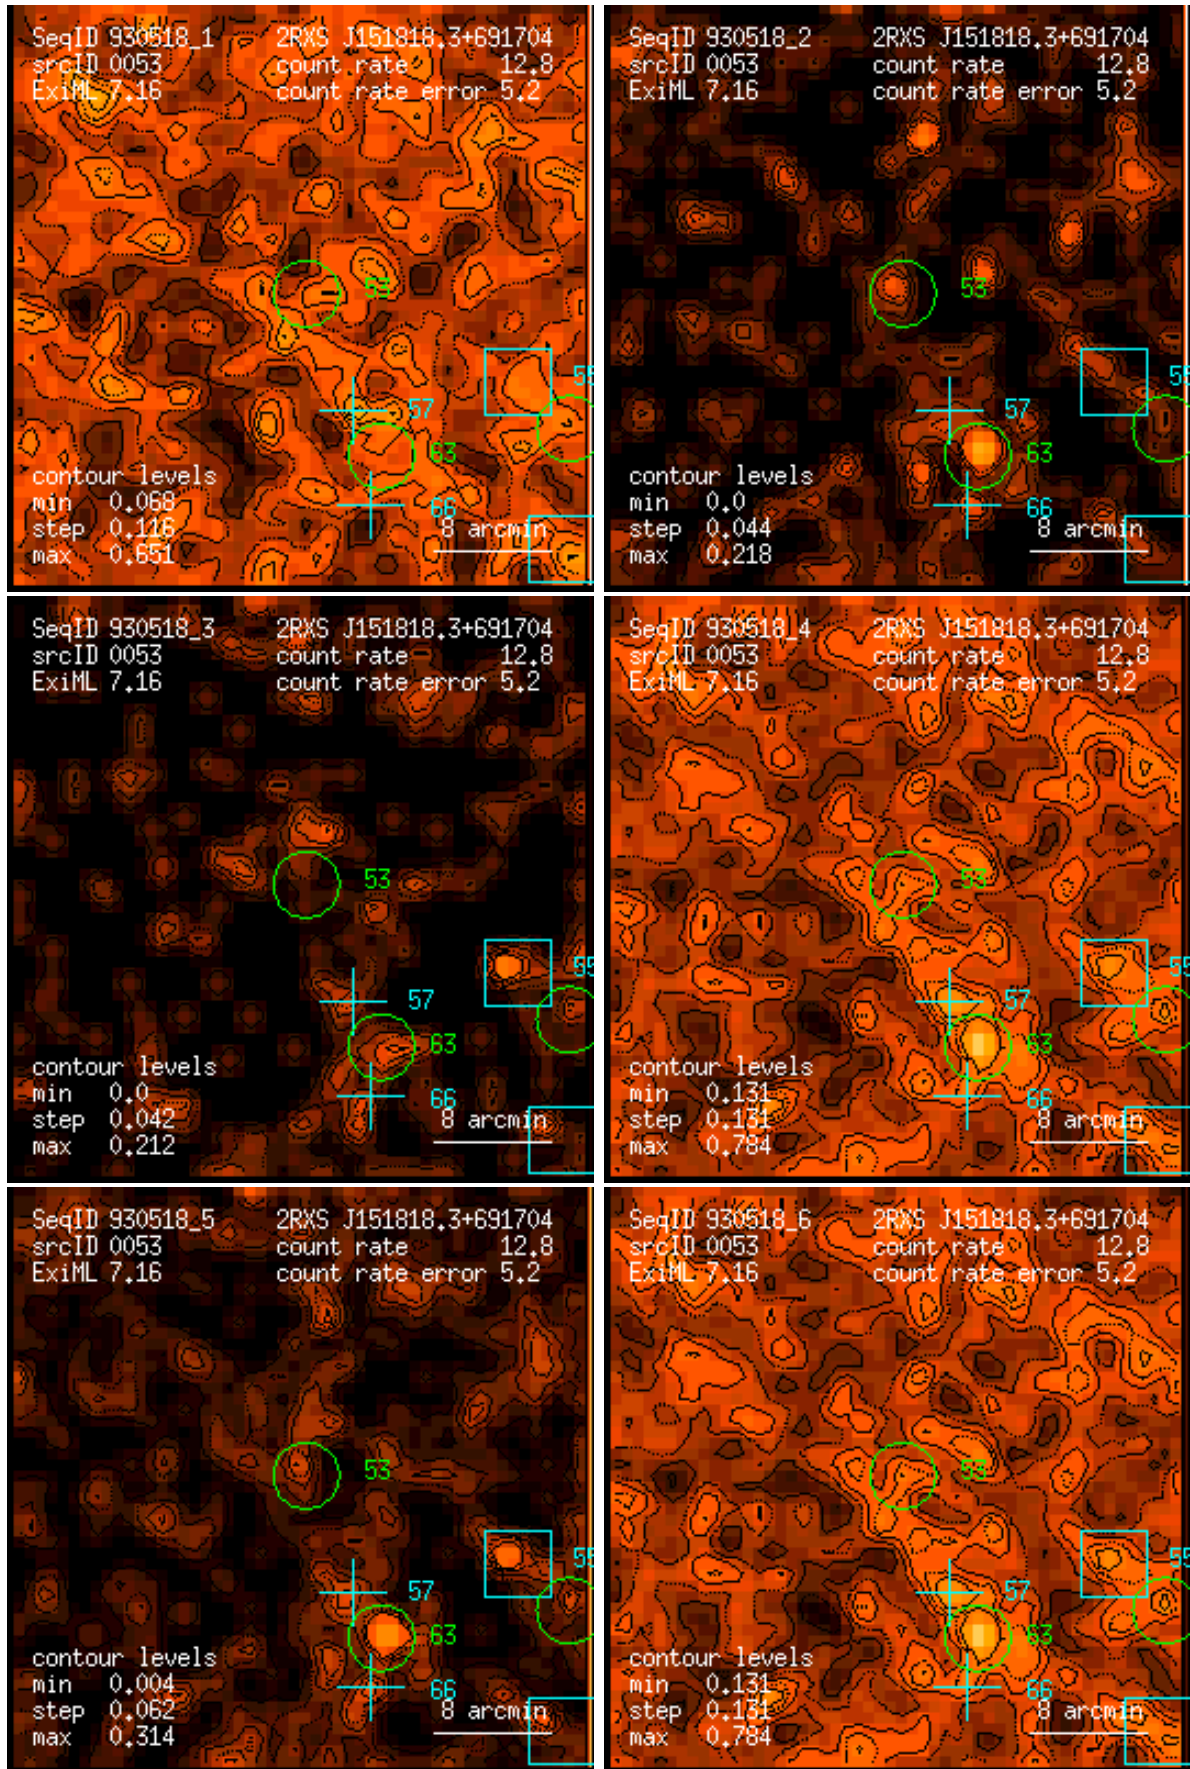 SeqID 930518_1 2RXS J151818.3+691704
srcID 0053 count rate 12.8
ExiML 7.16 count rate error 5.2
53
55
57
63
contour levels
min 0.068 66
step 0.116 8 arcmin
max 0.651
SeqID 930518_2 2RXS J151818.3+691704
srcID 0053 count rate 12.8
ExiML 7.16 count rate error 5.2
53
55
57
63
contour levels
min 0.0 66
step 0.044 8 arcmin
max 0.218
SeqID 930518_3 2RXS J151818.3+691704
srcID 0053 count rate 12.8
ExiML 7.16 count rate error 5.2
53
55
57
63
contour levels
min 0.0 66
step 0.042 8 arcmin
max 0.212
SeqID 930518_4 2RXS J151818.3+691704
srcID 0053 count rate 12.8
ExiML 7.16 count rate error 5.2
53
55
57
63
contour levels
min 0.131 66
step 0.131 8 arcmin
max 0.784
SeqID 930518_5 2RXS J151818.3+691704
srcID 0053 count rate 12.8
ExiML 7.16 count rate error 5.2
53
55
57
63
contour levels
min 0.004 66
step 0.062 8 arcmin
max 0.314
SeqID 930518_6 2RXS J151818.3+691704
srcID 0053 count rate 12.8
ExiML 7.16 count rate error 5.2
53
55
57
63
contour levels
min 0.131 66
step 0.131 8 arcmin
max 0.784